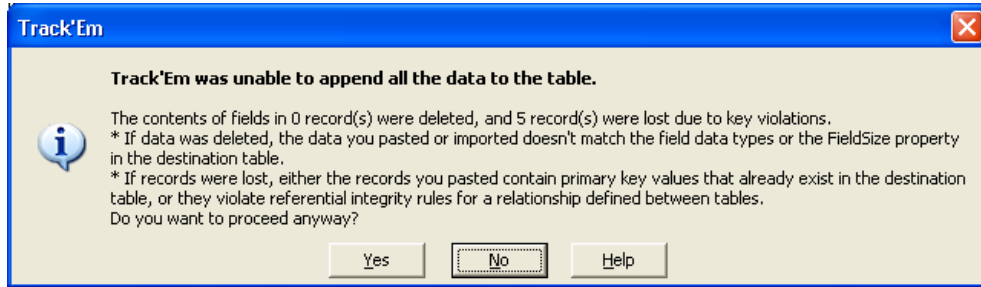 Track'Em
Track'Em was unable to append all the data to the table.
The contents of fields in 0 record(s) were deleted, and 5 record(s) were lost due to key violations.
* If data was deleted, the data you pasted or imported doesn't match the field data types or the FieldSize property
in the destination table.
* If records were lost, either the records you pasted contain primary key values that already exist in the destination
table, or they violate referential integrity rules for a relationship defined between tables.
Do you want to proceed anyway?
Yes No Help